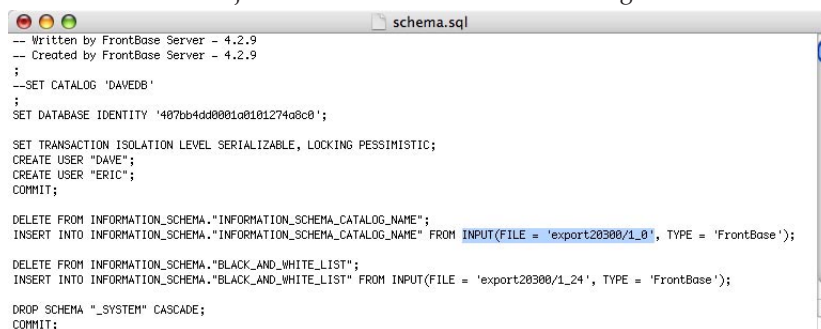 schema.sql
-- Written by FrontBase Server - 4.2.9
-- Created by FrontBase Server - 4.2.9
;
--SET CATALOG 'DAVEDB'
;
SET DATABASE IDENTITY '407bb4dd0001a0101274a8c0';
SET TRANSACTION ISOLATION LEVEL SERIALIZABLE, LOCKING PESSIMISTIC;
CREATE USER "DAVE";
CREATE USER "ERIC";
COMMIT;
DELETE FROM INFORMATION_SCHEMA."INFORMATION_SCHEMA_CATALOG_NAME";
INSERT INTO INFORMATION_SCHEMA."INFORMATION_SCHEMA_CATALOG_NAME" FROM INPUT(FILE = 'export20300/1_0', TYPE = 'FrontBase');
DELETE FROM INFORMATION_SCHEMA."BLACK_AND_WHITE_LIST";
INSERT INTO INFORMATION_SCHEMA."BLACK_AND_WHITE_LIST" FROM INPUT(FILE = 'export20300/1_24', TYPE = 'FrontBase');
DROP SCHEMA "_SYSTEM" CASCADE;
COMMIT;